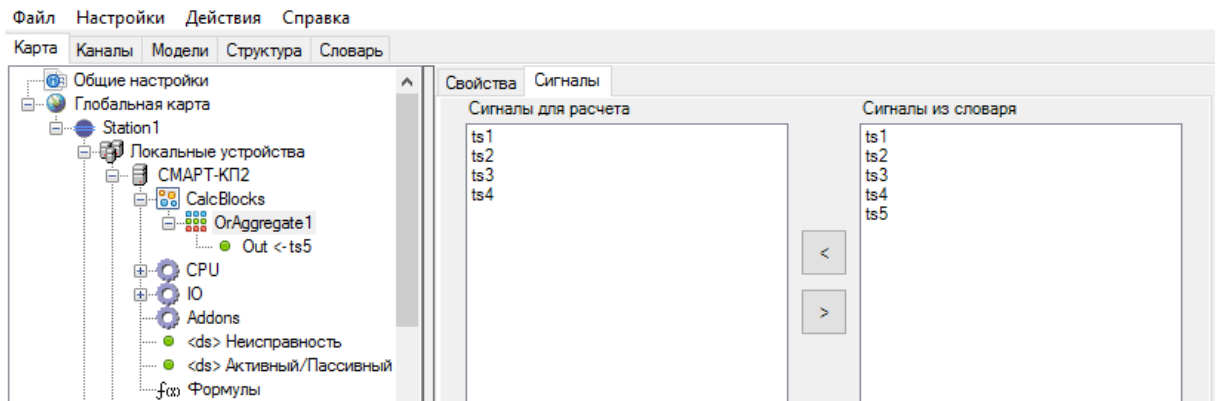 Файл Настройки Действия Справка
Карта Каналы Модели Структура Словарь
Общие настройки
Глобальная карта
Station1
Локальные устройства
СМАРТ-КП2
CalcBlocks
OrAggregate1
Out <-ts5
CPU
IO
Addons
<ds> Неисправность
<ds> Активный/Пассивный
f(x) Формулы
Свойства Сигналы
Сигналы для расчета
ts1
ts2
ts3
ts4
<
>
Сигналы из словаря
ts1
ts2
ts3
ts4
ts5